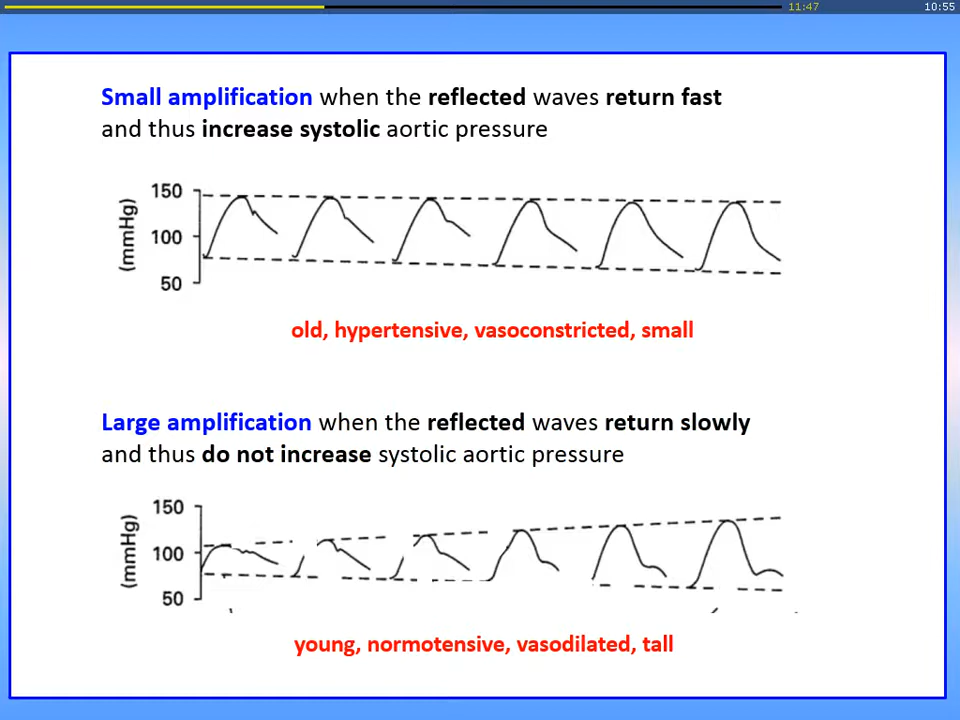 11:47
10:55
Small amplification when the reflected waves return fast
and thus increase systolic aortic pressure
150
100
50
(mmHg)
old, hypertensive, vasoconstricted, small
Large amplification when the reflected waves return slowly
and thus do not increase systolic aortic pressure
150
100
50
(mmHg)
young, normotensive, vasodilated, tall